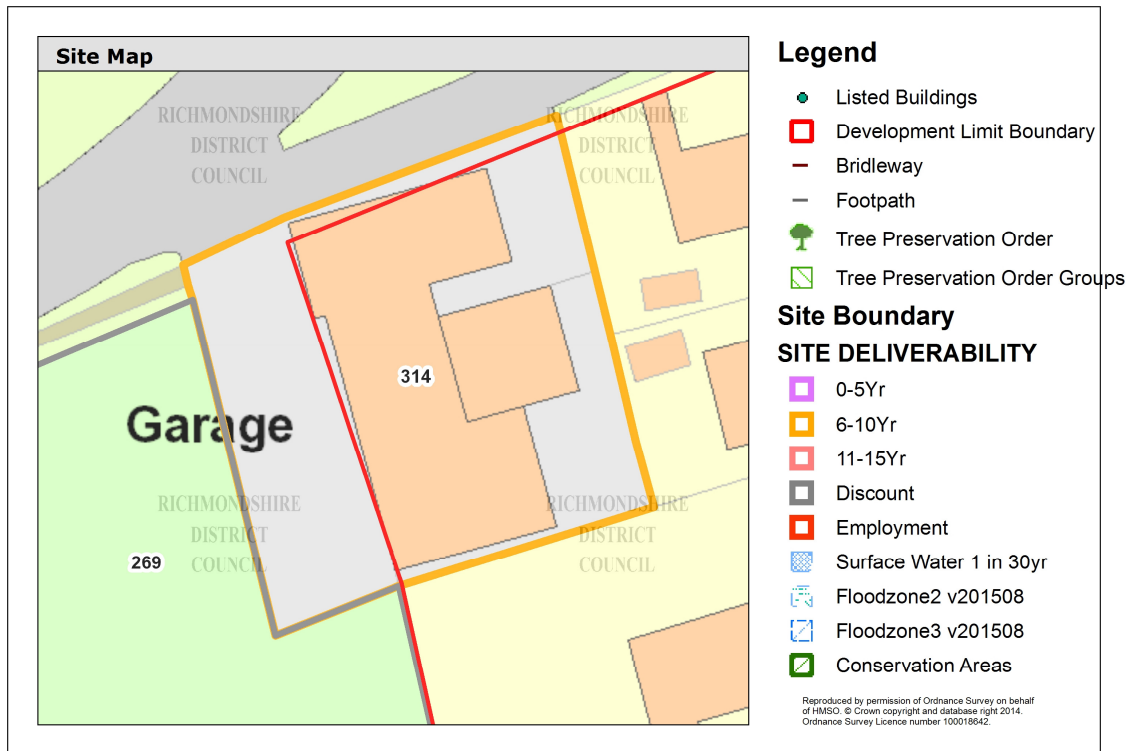 Site Map
RICHMONDSHIRE
DISTRICT
COUNCIL
RICHMONDSHIRE
DISTRICT
COUNCIL
314
Garage
RICHMONDSHIRE
DISTRICT
COUNCIL
RICHMONDSHIRE
DISTRICT
COUNCIL
269
Legend
Listed Buildings
Development Limit Boundary
Bridleway
Footpath
Tree Preservation Order
Tree Preservation Order Groups
Site Boundary
SITE DELIVERABILITY
0-5Yr
6-10Yr
11-15Yr
Discount
Employment
Surface Water 1 in 30yr
Floodzone2 v201508
Floodzone3 v201508
Conservation Areas
Reproduced by permission of Ordnance Survey on behalf
of HMSO. © Crown copyright and database right 2014.
Ordnance Survey Licence number 100018642.